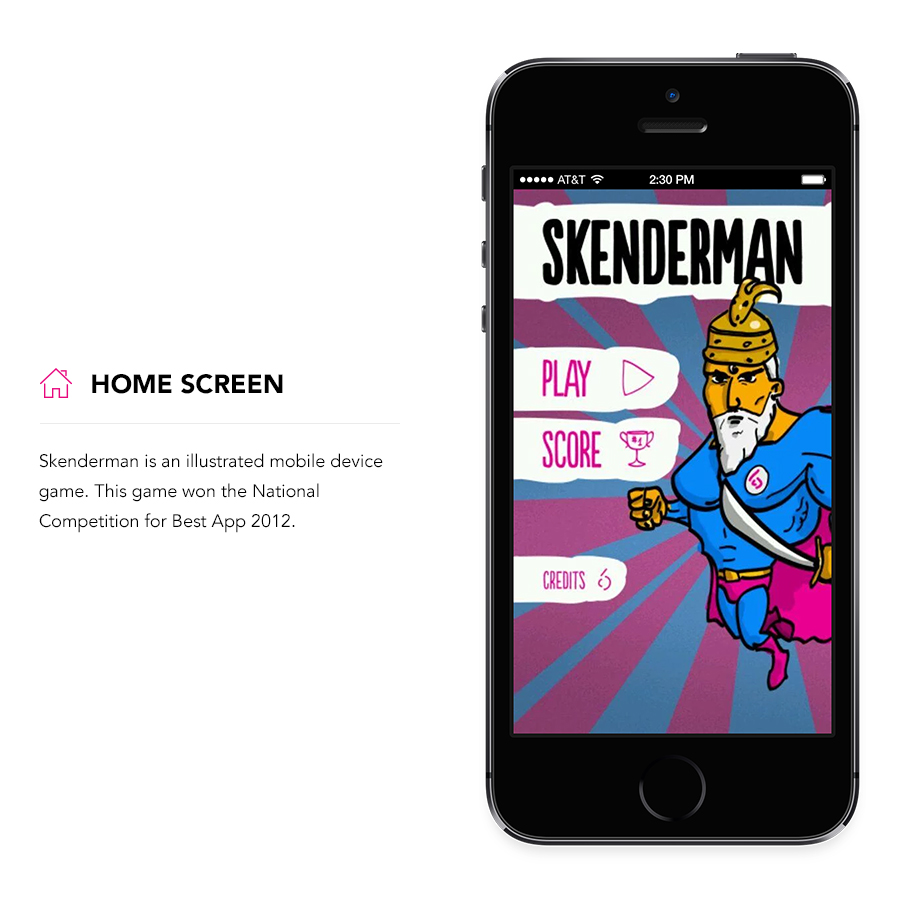 HOME SCREEN
Skenderman is an illustrated mobile device
game. This game won the National
Competition for Best App 2012.
AT&T 2:30 PM
SKENDERMAN
PLAY
SCORE #1
CREDITS